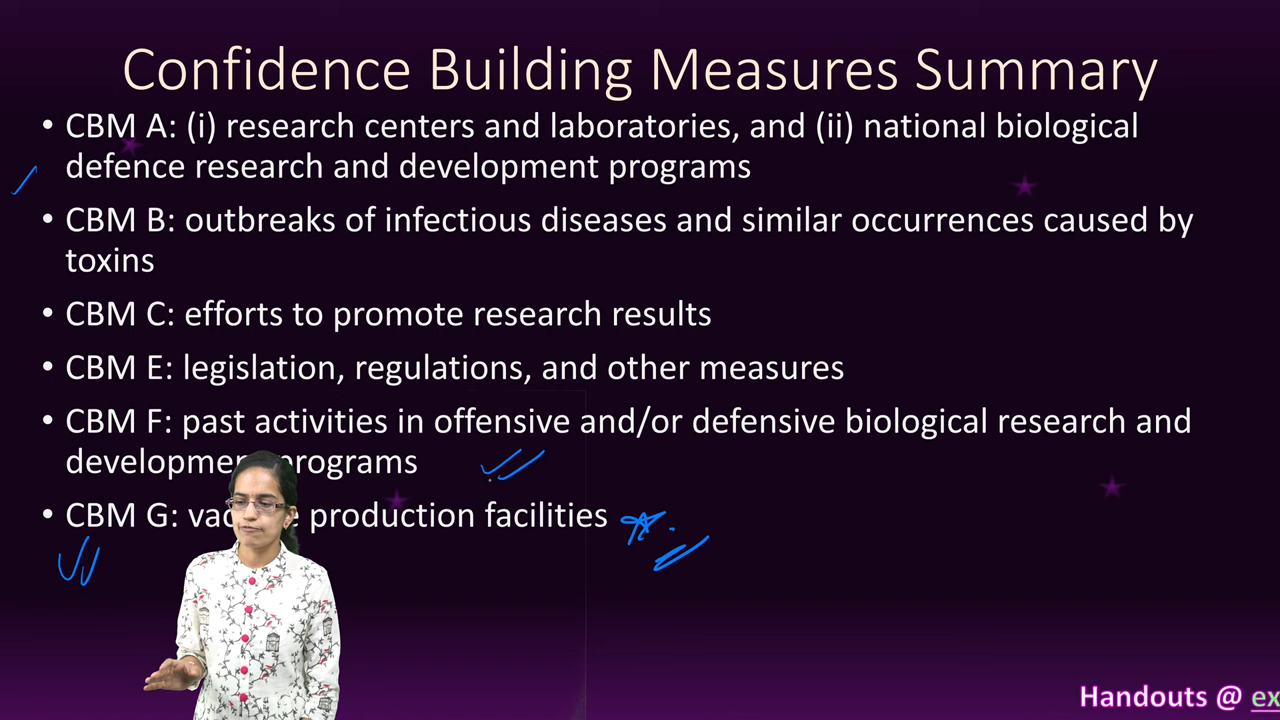 Confidence Building Measures Summary
• CBM A: (i) research centers and laboratories, and (ii) national biological
defence research and development programs
• CBM B: outbreaks of infectious diseases and similar occurrences caused by
toxins
• CBM C: efforts to promote research results
• CBM E: legislation, regulations, and other measures
• CBM F: past activities in offensive and/or defensive biological research and
development programs
• CBM G: production facilities
Handouts @ ex